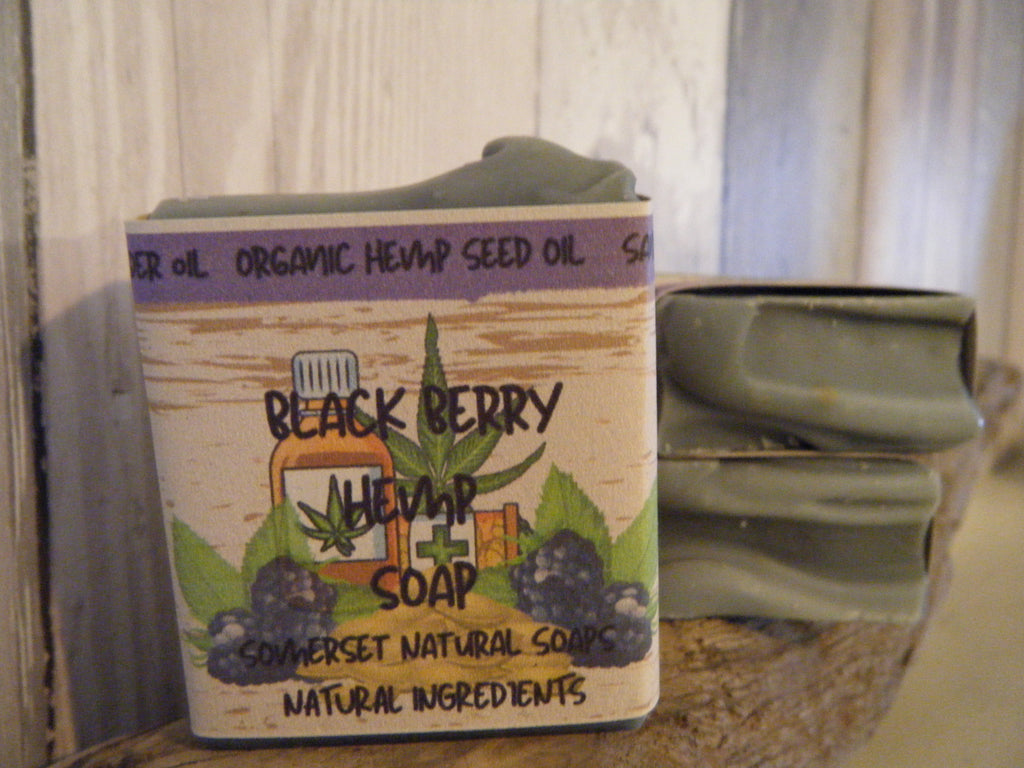 ER OIL ORGANIC HEMP SEED OIL SA
BLACK BERRY
HEMP
SOAP
SOMERSET NATURAL SOAPS
NATURAL INGREDIENTS